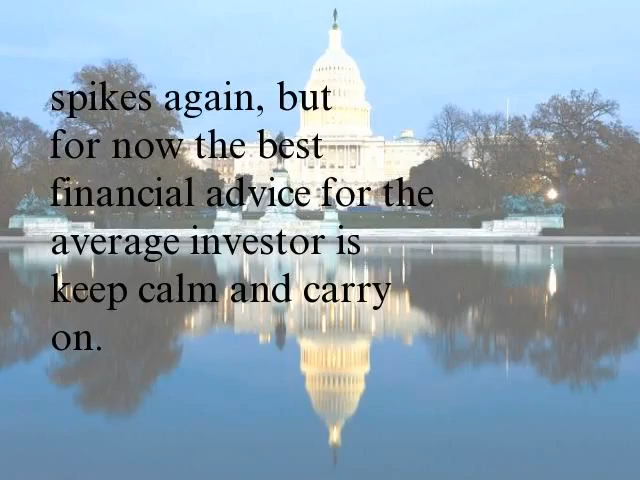 spikes again, but
for now the best
financial advice for the
average investor is
keep calm and carry
on.